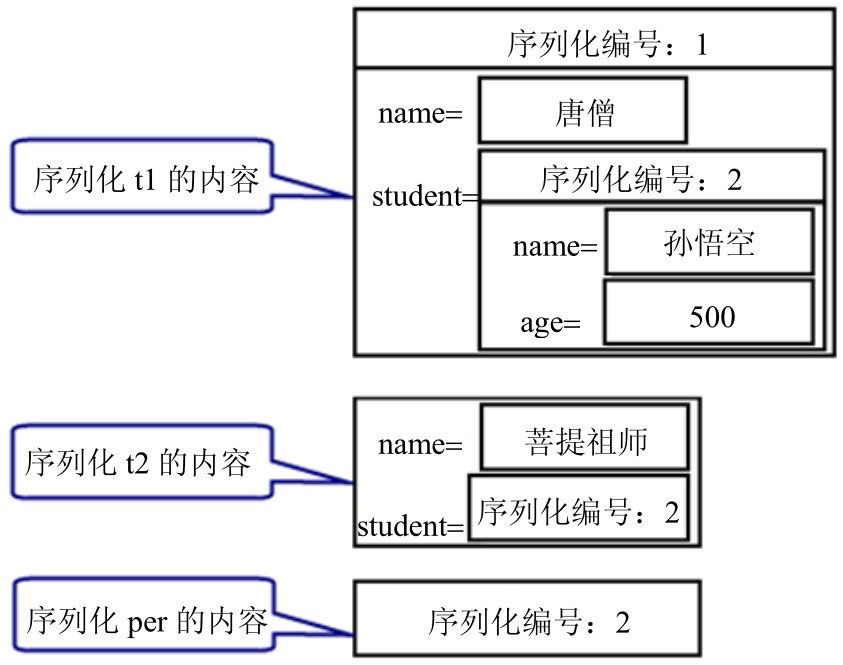 序列化编号：1
name=
唐僧
序列化 t1 的内容
student=
序列化编号：2
name=
孙悟空
age=
500
name=
菩提祖师
序列化 t2 的内容
student=
序列化编号：2
序列化 per 的内容
序列化编号：2